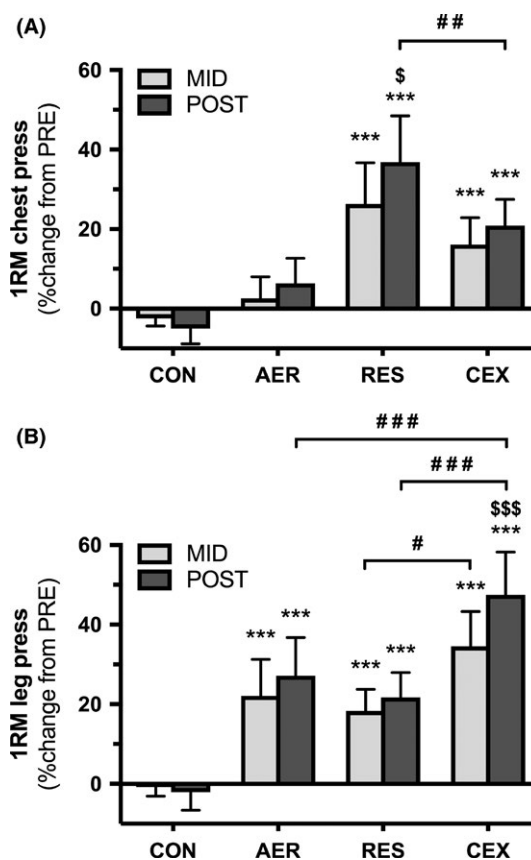 (A)
##
60
MID
POST
$
***
***
***
***
40
20
0
1RM chest press
(%change from PRE)
CON AER RES CEX
(B)
###
###
$$$
***
60
MID
POST
#
***
***
***
***
***
40
20
0
1RM leg press
(%change from PRE)
CON AER RES CEX